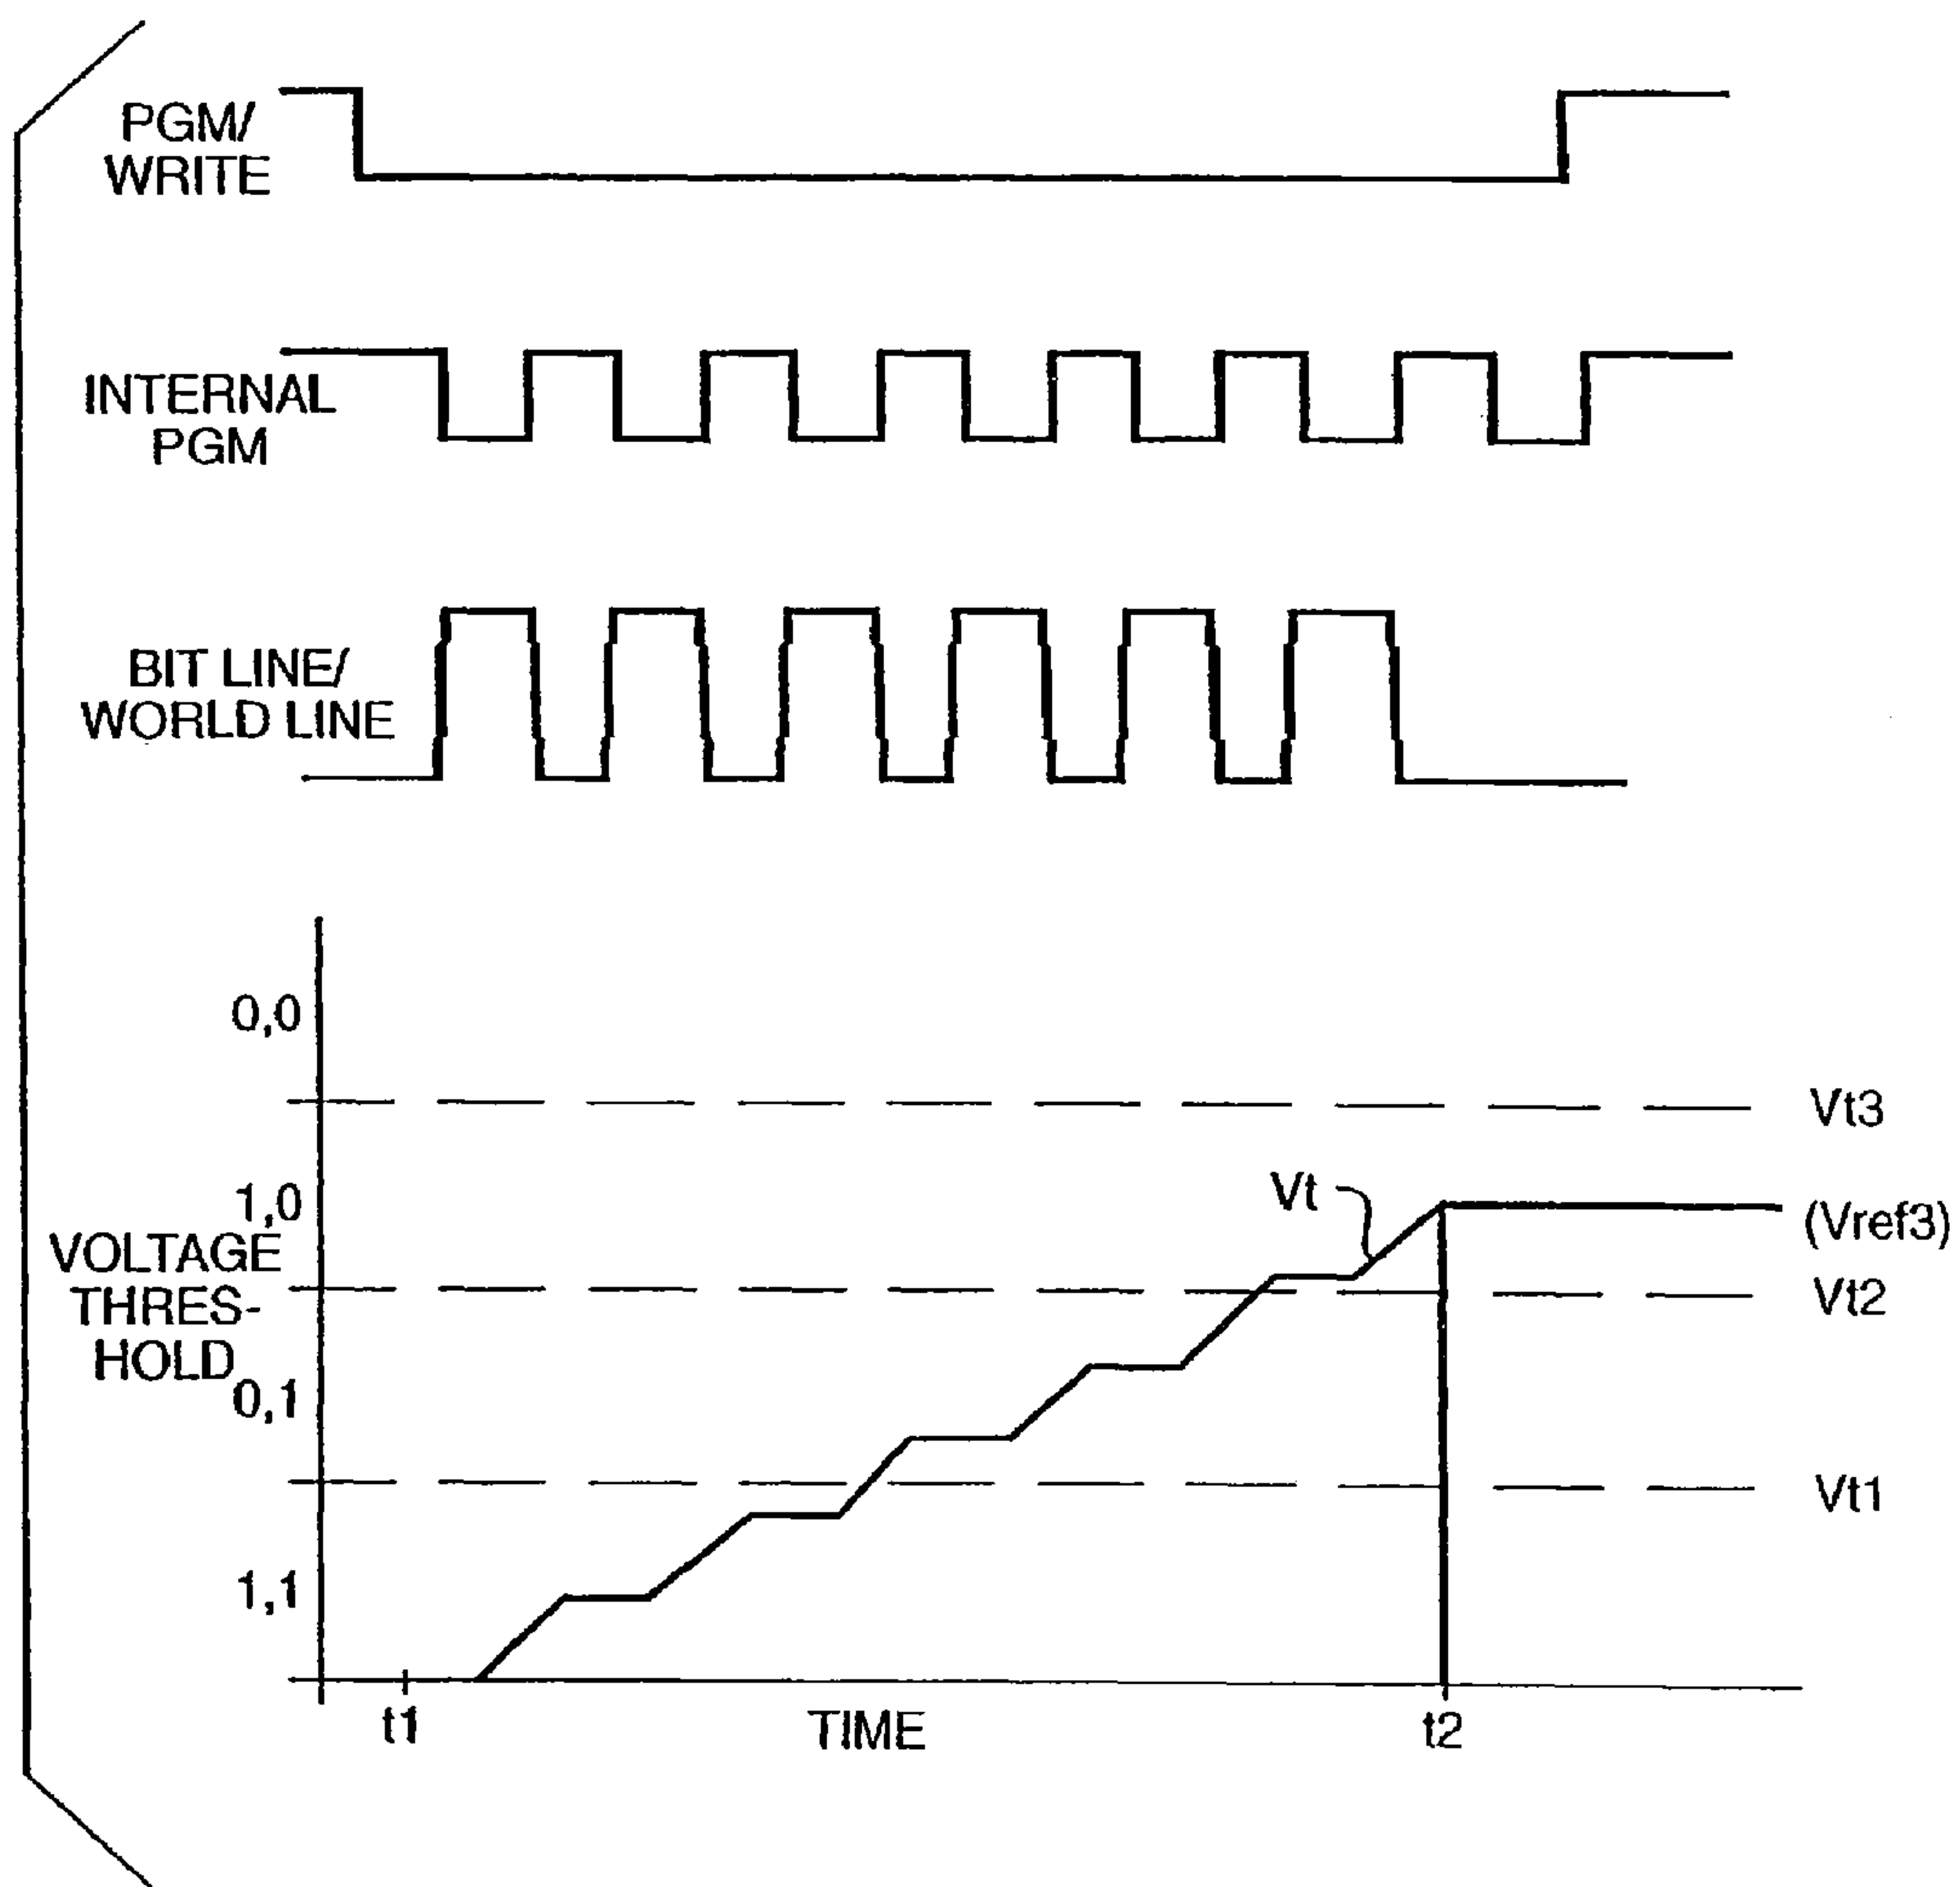 PGM/
WRITE
INTERNAL
PGM
BIT LINE/
WORLD LINE
0,0
Vt3
1,0
Vt
(Vref3)
VOLTAGE
THRES-
HOLD
Vt2
0,1
Vt1
1,1
t1
TIME
t2